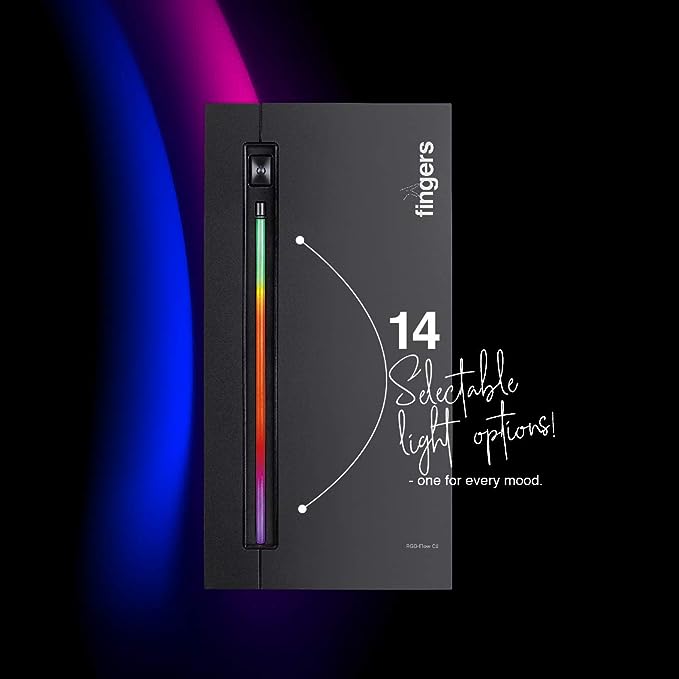 fingers
14
Selectable
light options!
- one for every mood.
RGB-Flow C2